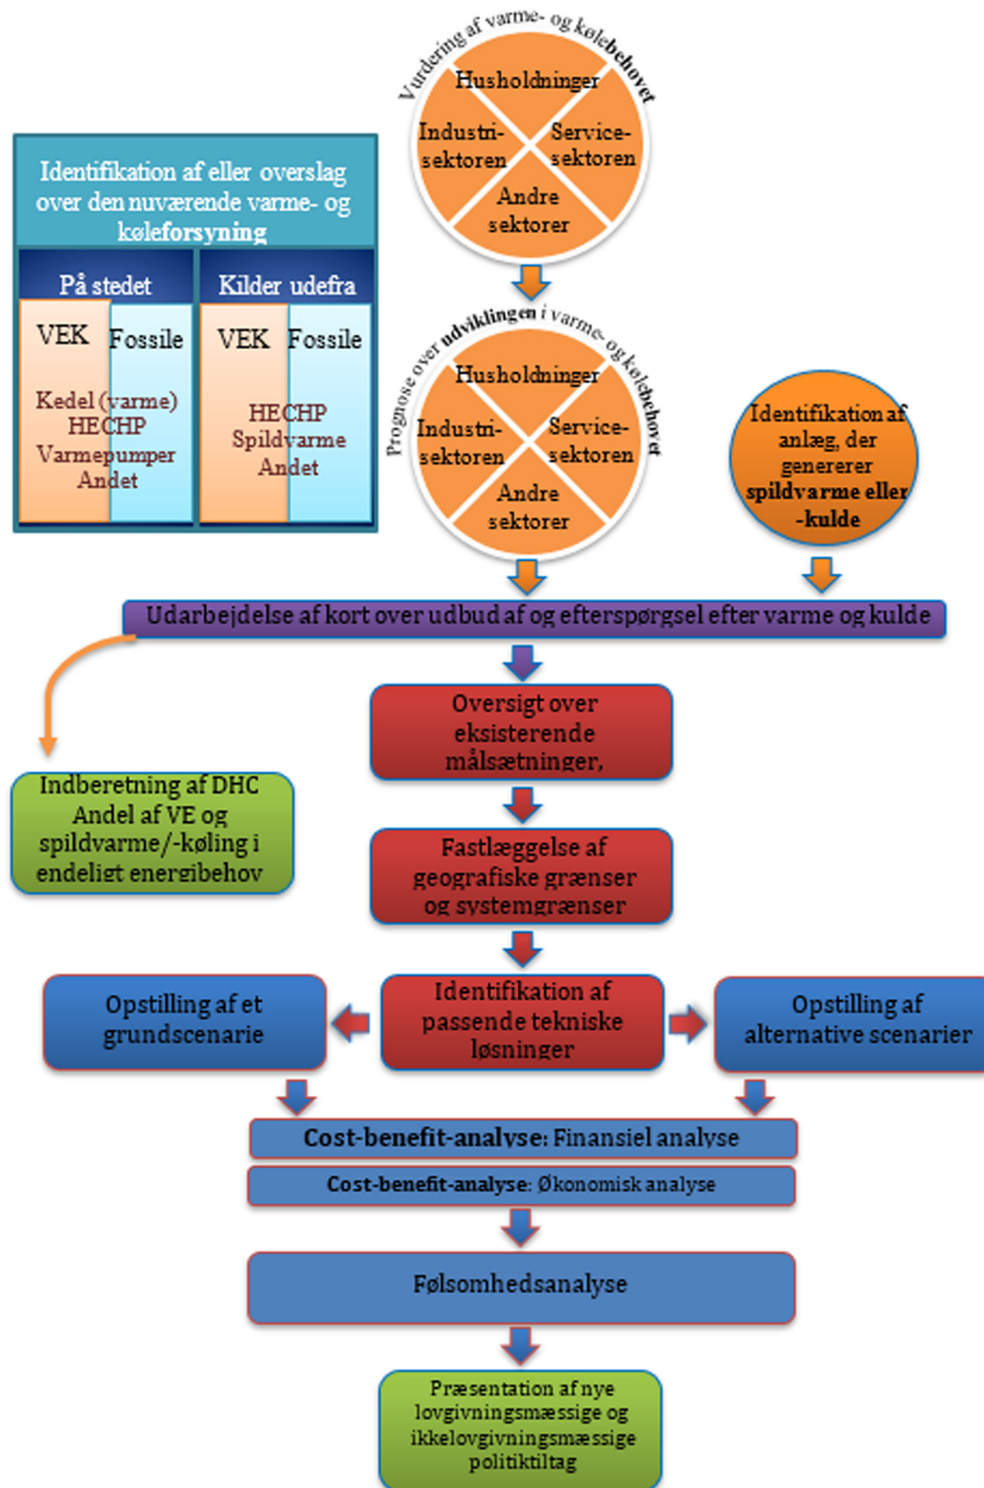 Vurdering af varme- og kølebehovet
Husholdninger
Industri-
sektoren
Service-
sektoren
Andre
sektorer
Identifikation af eller overslag
over den nuværende varme- og
køleforsyning
På stedet
Kilder udefra
VEK
Fossile
VEK
Fossile
Kedel (varme)
HECHP
Varmepumper
Andet
HECHP
Spildvarme
Andet
Prognose over udviklingen i varme- og kølebehovet
Husholdninger
Industri-
sektoren
Service-
sektoren
Andre
sektorer
Identifikation af
anlæg, der
genererer
spildvarme eller
-kulde
Udarbejdelse af kort over udbud af og efterspørgsel efter varme og kulde
Oversigt over
eksisterende
målsætninger,
Indberetning af DHC
Andel af VE og
spildvarme/-køling i
endeligt energibehov
Fastlæggelse af
geografiske grænser
og systemgrænser
Opstilling af et
grundscenarie
Identifikation af
passende tekniske
løsninger
Opstilling af
alternative scenarier
Cost-benefit-analyse: Finansiel analyse
Cost-benefit-analyse: Økonomisk analyse
Følsomhedsanalyse
Præsentation af nye
lovgivningsmæssige og
ikkelovgivningsmæssige
politiktiltag